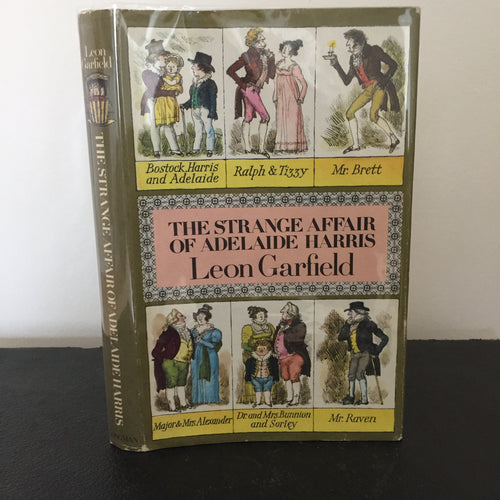 Leon
Garfield
THE STRANGE AFFAIR OF ADELAIDE HARRIS
Bostock, Harris
and Adelaide
Ralph & Tizzy
Mr. Brett
THE STRANGE AFFAIR
OF ADELAIDE HARRIS
Leon Garfield
Major & Mrs. Alexander
Dr. and Mrs. Bunnion
and Sorley
Mr. Raven